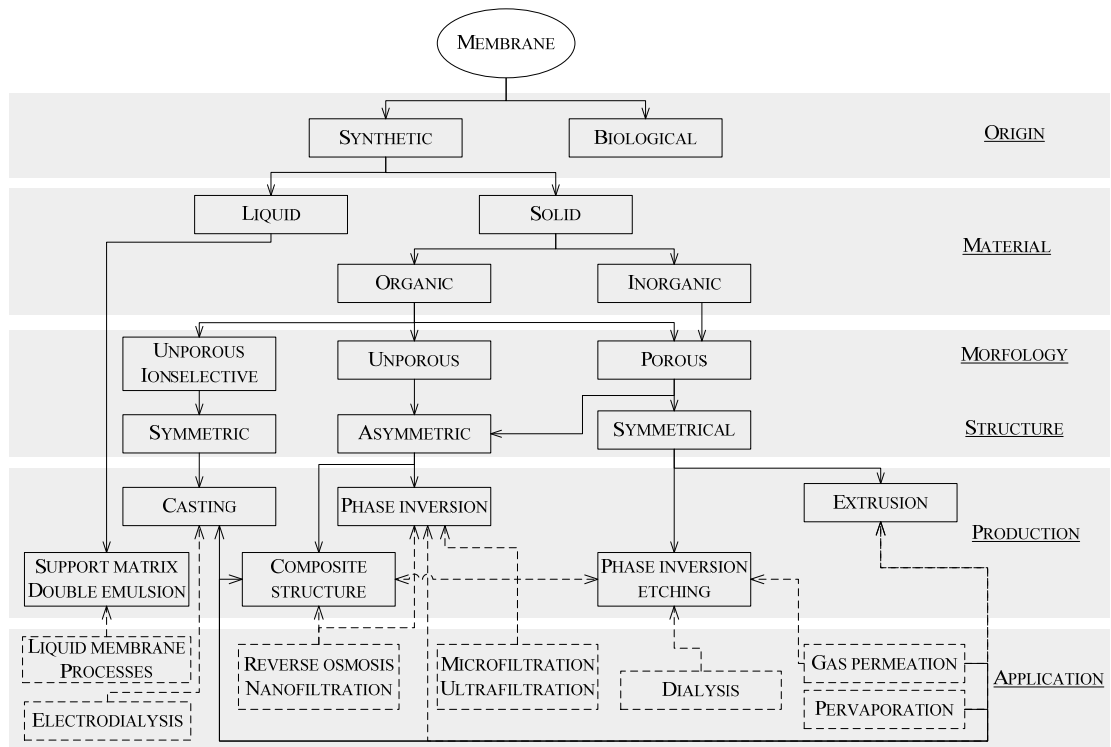 MEMBRANE
SYNTHETIC
BIOLOGICAL
ORIGIN
LIQUID
SOLID
MATERIAL
ORGANIC
INORGANIC
UNPOROUS
IONSELECTIVE
UNPOROUS
POROUS
MORFOLOGY
SYMMETRIC
ASYMMETRIC
SYMMETRICAL
STRUCTURE
CASTING
PHASE INVERSION
EXTRUSION
PRODUCTION
SUPPORT MATRIX
DOUBLE EMULSION
COMPOSITE
STRUCTURE
PHASE INVERSION
ETCHING
LIQUID MEMBRANE
PROCESSES
REVERSE OSMOSIS
NANOFILTRATION
MICROFILTRATION
ULTRAFILTRATION
DIALYSIS
GAS PERMEATION
APPLICATION
ELECTRODIALYSIS
PERVAPORATION